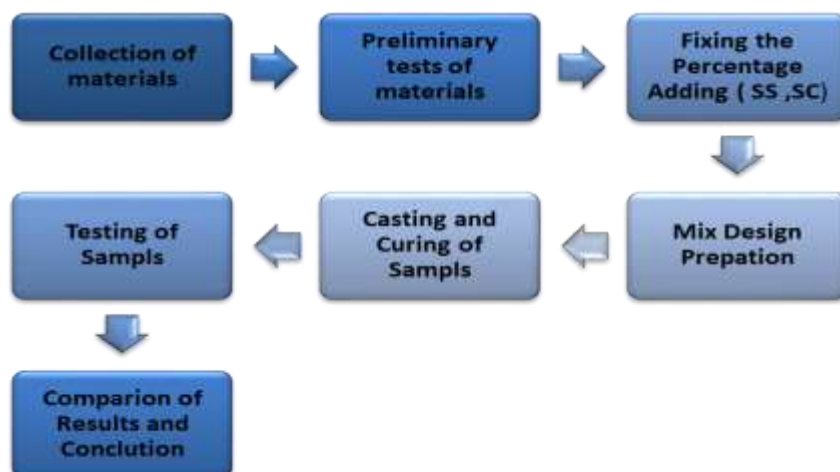 Collection of
materials
Preliminary
tests of
materials
Fixing the
Percentage
Adding ( SS ,SC)
Mix Design
Prepation
Casting and
Curing of
Sampls
Testing of
Sampls
Comparion of
Results and
Conclution